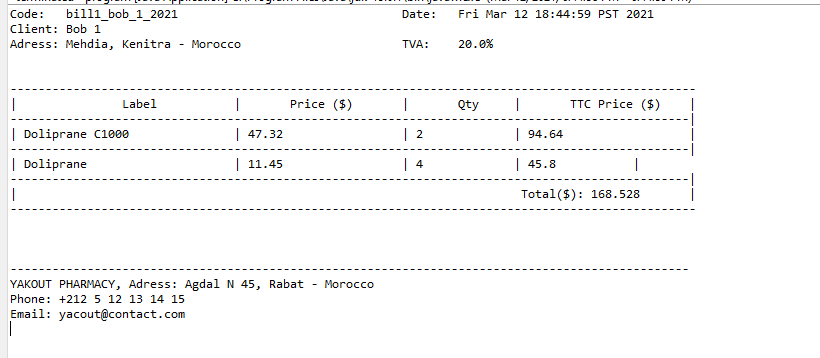 Code: bill1_bob_1_2021 Date: Fri Mar 12 18:44:59 PST 2021
Client: Bob 1
Adress: Mehdia, Kenitra - Morocco TVA: 20.0%
--------------------------------------------------------------------------------------------------
| Label | Price ($) | Qty | TTC Price ($) |
-------------------------------------------------------------------------------------------------|
| Doliprane C1000 | 47.32 | 2 | 94.64 |
-------------------------------------------------------------------------------------------------|
| Doliprane | 11.45 | 4 | 45.8 |
-------------------------------------------------------------------------------------------------|
| Total($): 168.528 |
--------------------------------------------------------------------------------------------------
-------------------------------------------------------------------------------------------------
YAKOUT PHARMACY, Adress: Agdal N 45, Rabat - Morocco
Phone: +212 5 12 13 14 15
Email: yacout@contact.com